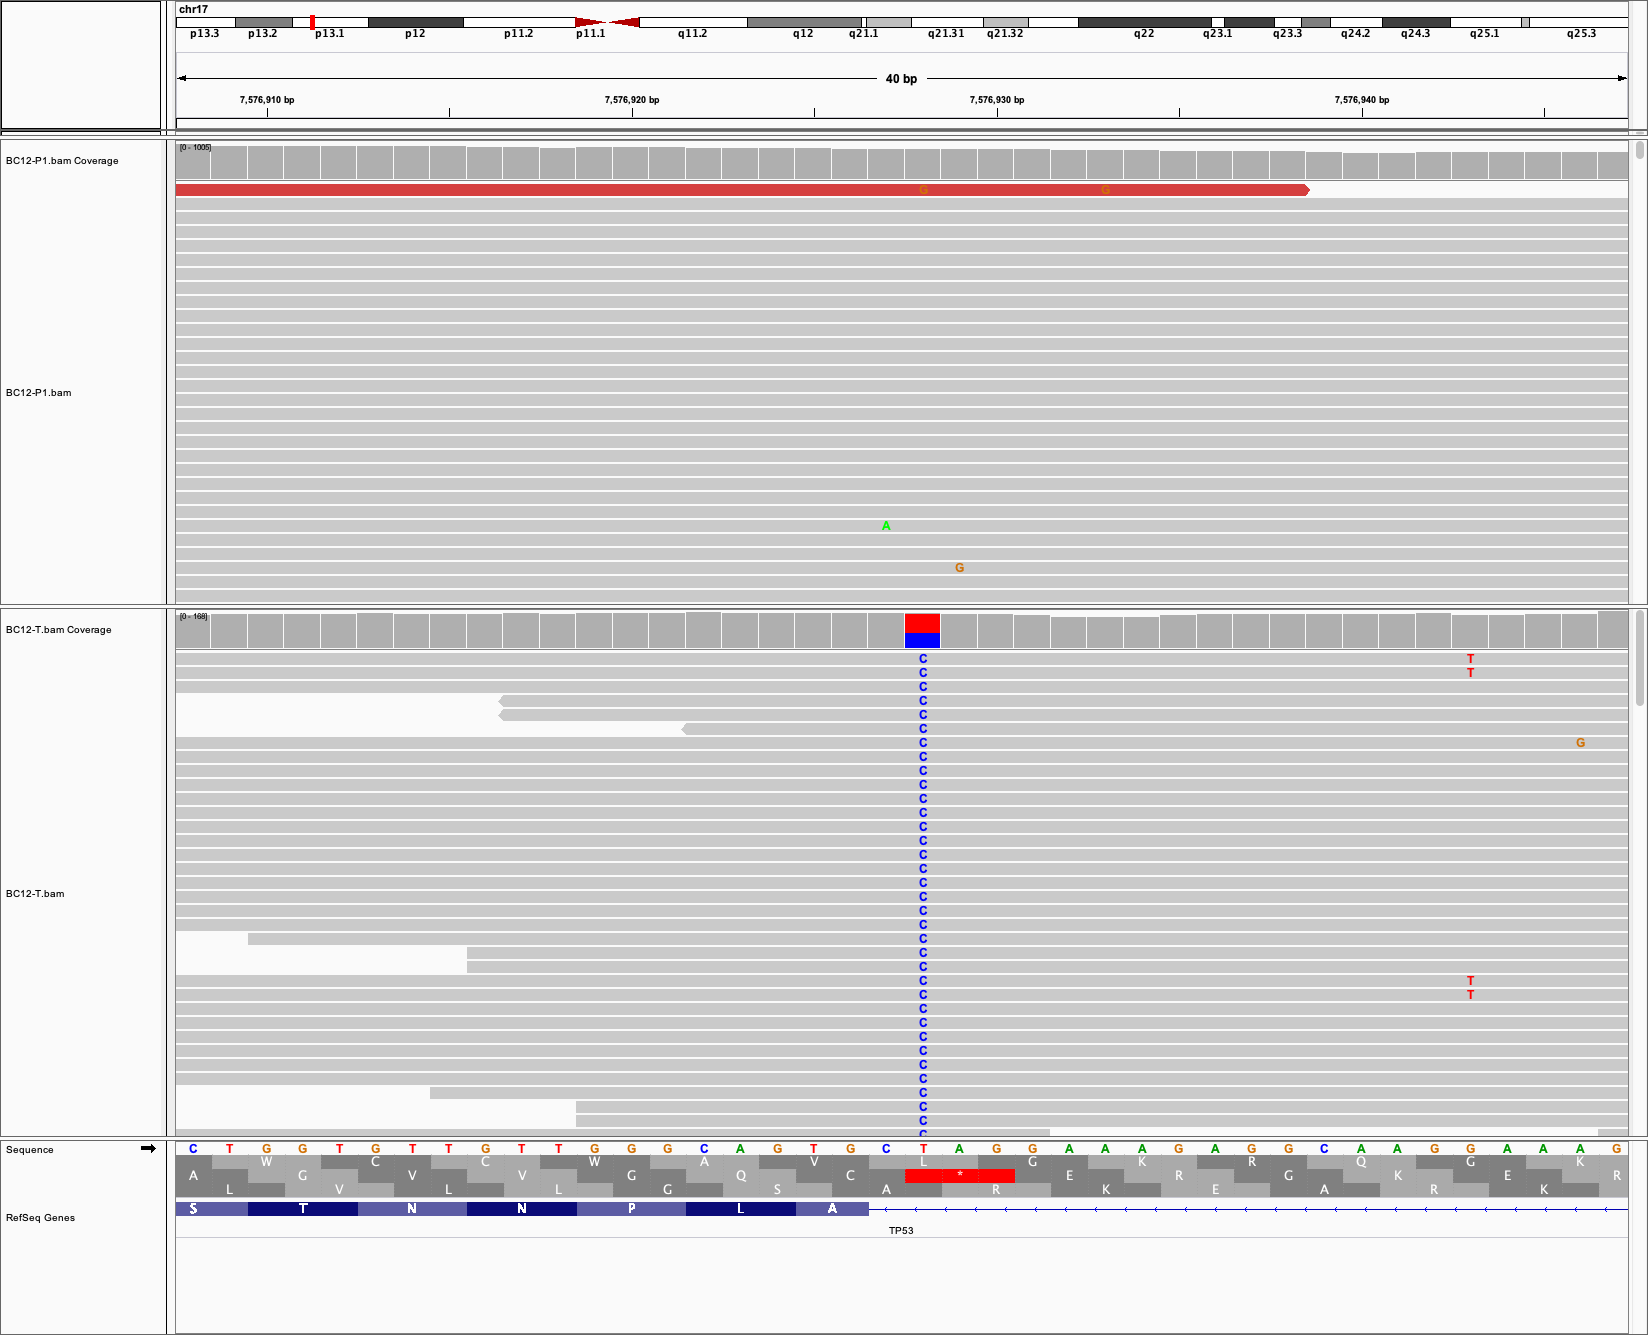 chr17
p13.3 p13.2 p13.1 p12 p11.2 p11.1 q11.2 q12 q21.1 q21.31 q21.32 q22 q23.1 q23.3 q24.2 q24.3 q25.1 q25.3
40 bp
7,576,910 bp 7,576,920 bp 7,576,930 bp 7,576,940 bp
[0 - 1005]
BC12-P1.bam Coverage
G G
BC12-P1.bam
A
G
[0 - 168]
BC12-T.bam Coverage
C T
C T
C
C
C
C
C G
C
C
C
C
C
C
C
C
C
C
BC12-T.bam
C
C
C
C
C
C
C T
C T
C
C
C
C
C
C
C
C
C
C
Sequence C T G G T G T T G T T G G G C A G T G C T A G G A A A G A G G C A A G G A A A G
W C C W A V L G K R Q G K
A G V V G Q C * E R G K E R
L V L L G S A R K E A R K
RefSeq Genes S T N N P L A
TP53